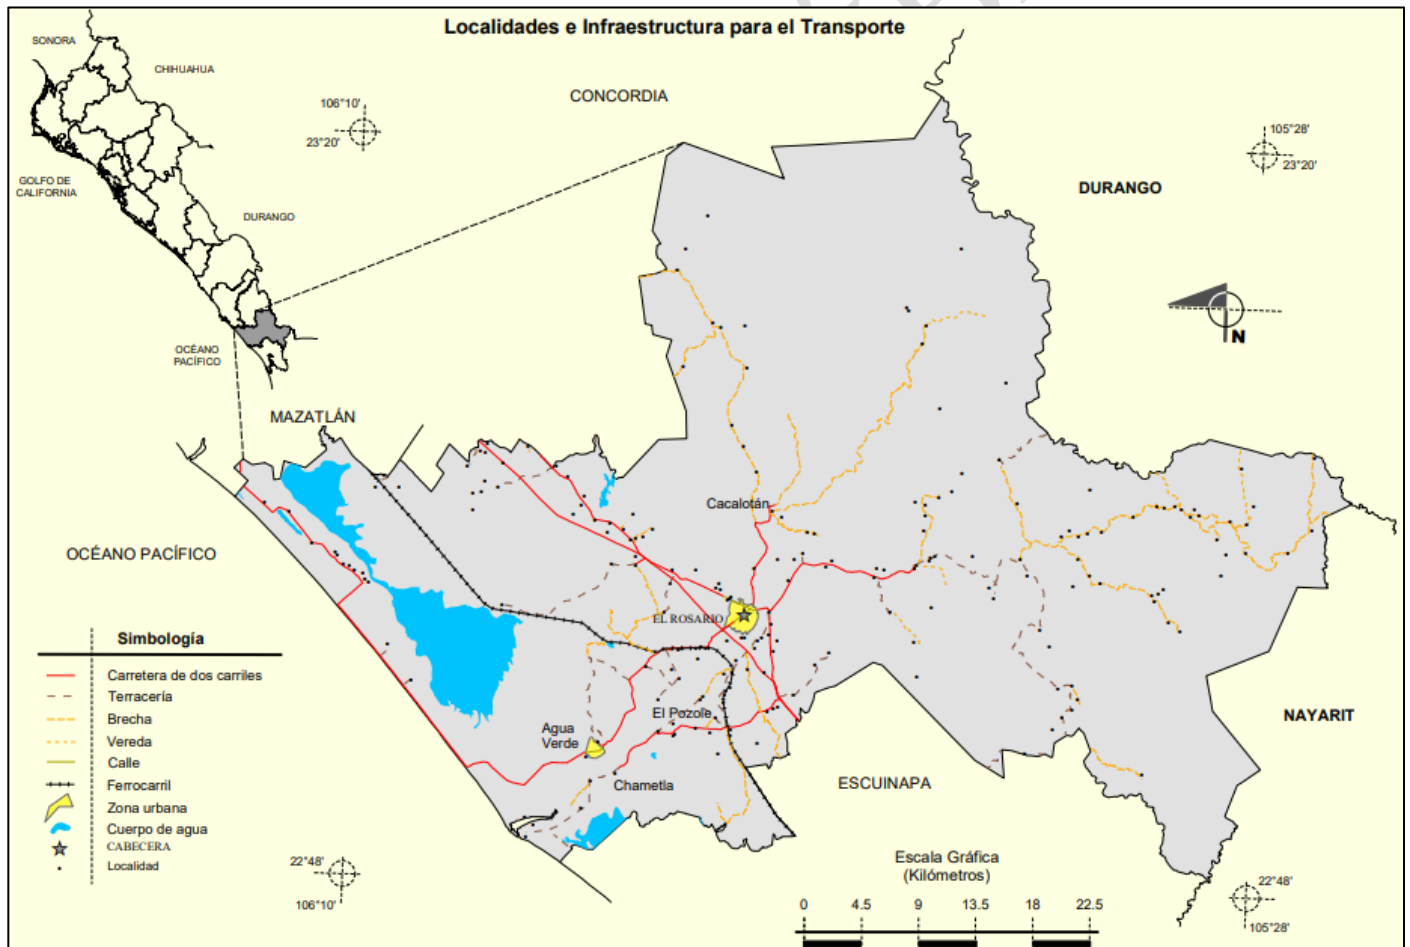 Localidades e Infraestructura para el Transporte
SONORA
CHIHUAHUA
GOLFO DE
CALIFORNIA
DURANGO
OCÉANO
PACÍFICO
106°10'
23°20'
CONCORDIA
105°28'
23°20'
DURANGO
N
MAZATLÁN
OCÉANO PACÍFICO
Cacalotán
EL ROSARIO
El Pozole
Agua
Verde
Chametla
ESCUINAPA
NAYARIT
Simbología
Carretera de dos carriles
Terracería
Brecha
Vereda
Calle
Ferrocarril
Zona urbana
Cuerpo de agua
CABECERA
Localidad
22°48'
106°10'
Escala Gráfica
(Kilómetros)
0 4.5 9 13.5 18 22.5
22°48'
105°28'